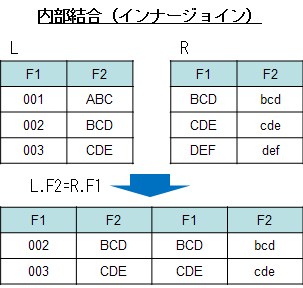 内部結合（インナージョイン）
L R
F1 F2 F1 F2
001 ABC BCD bcd
002 BCD CDE cde
003 CDE DEF def
L.F2=R.F1
F1 F2 F1 F2
002 BCD BCD bcd
003 CDE CDE cde